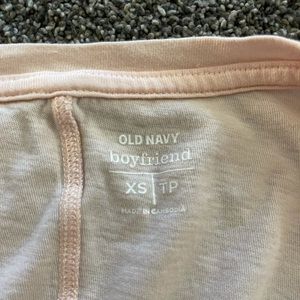 OLD NAVY
boyfriend
XS | TP
MADE IN CAMBODIA